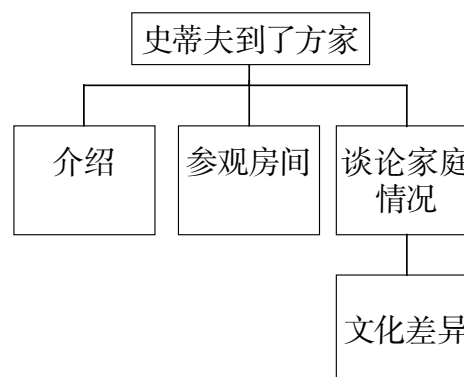 史蒂夫到了方家
介绍
参观房间
谈论家庭
情况
文化差异